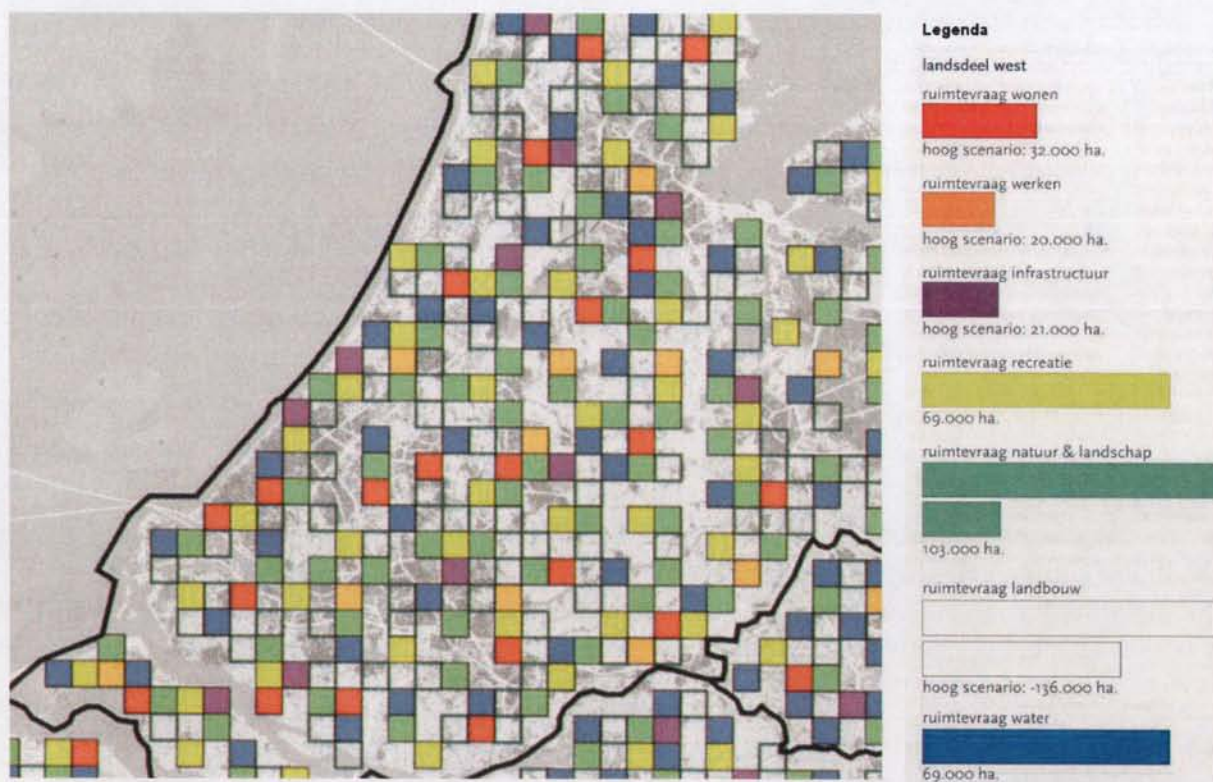 Legenda
landsdeel west
ruimtevraag wonen
hoog scenario: 32.000 ha.
ruimtevraag werken
hoog scenario: 20.000 ha.
ruimtevraag infrastructuur
hoog scenario: 21.000 ha.
ruimtevraag recreatie
69.000 ha.
ruimtevraag natuur & landschap
103.000 ha.
ruimtevraag landbouw
hoog scenario: -136.000 ha.
ruimtevraag water
69.000 ha.